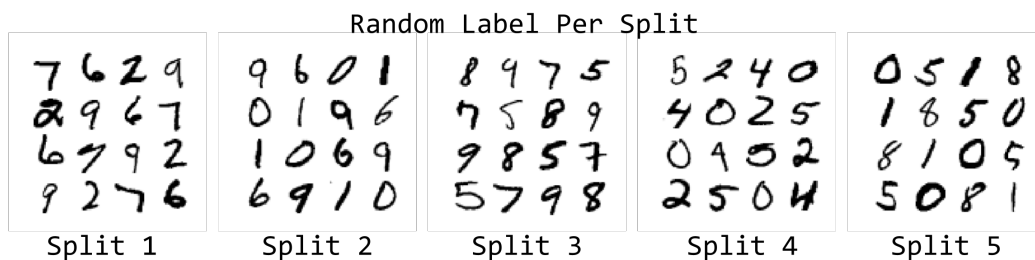 Random Label Per Split
7 6 2 9
2 9 6 7
6 7 9 2
9 2 7 6
Split 1
9 6 0 1
0 1 9 6
1 0 6 9
6 9 1 0
Split 2
8 9 7 5
7 5 8 9
9 8 5 7
5 7 9 8
Split 3
5 2 4 0
4 0 2 5
0 4 5 2
2 5 0 4
Split 4
0 5 1 8
1 8 5 0
8 1 0 5
5 0 8 1
Split 5